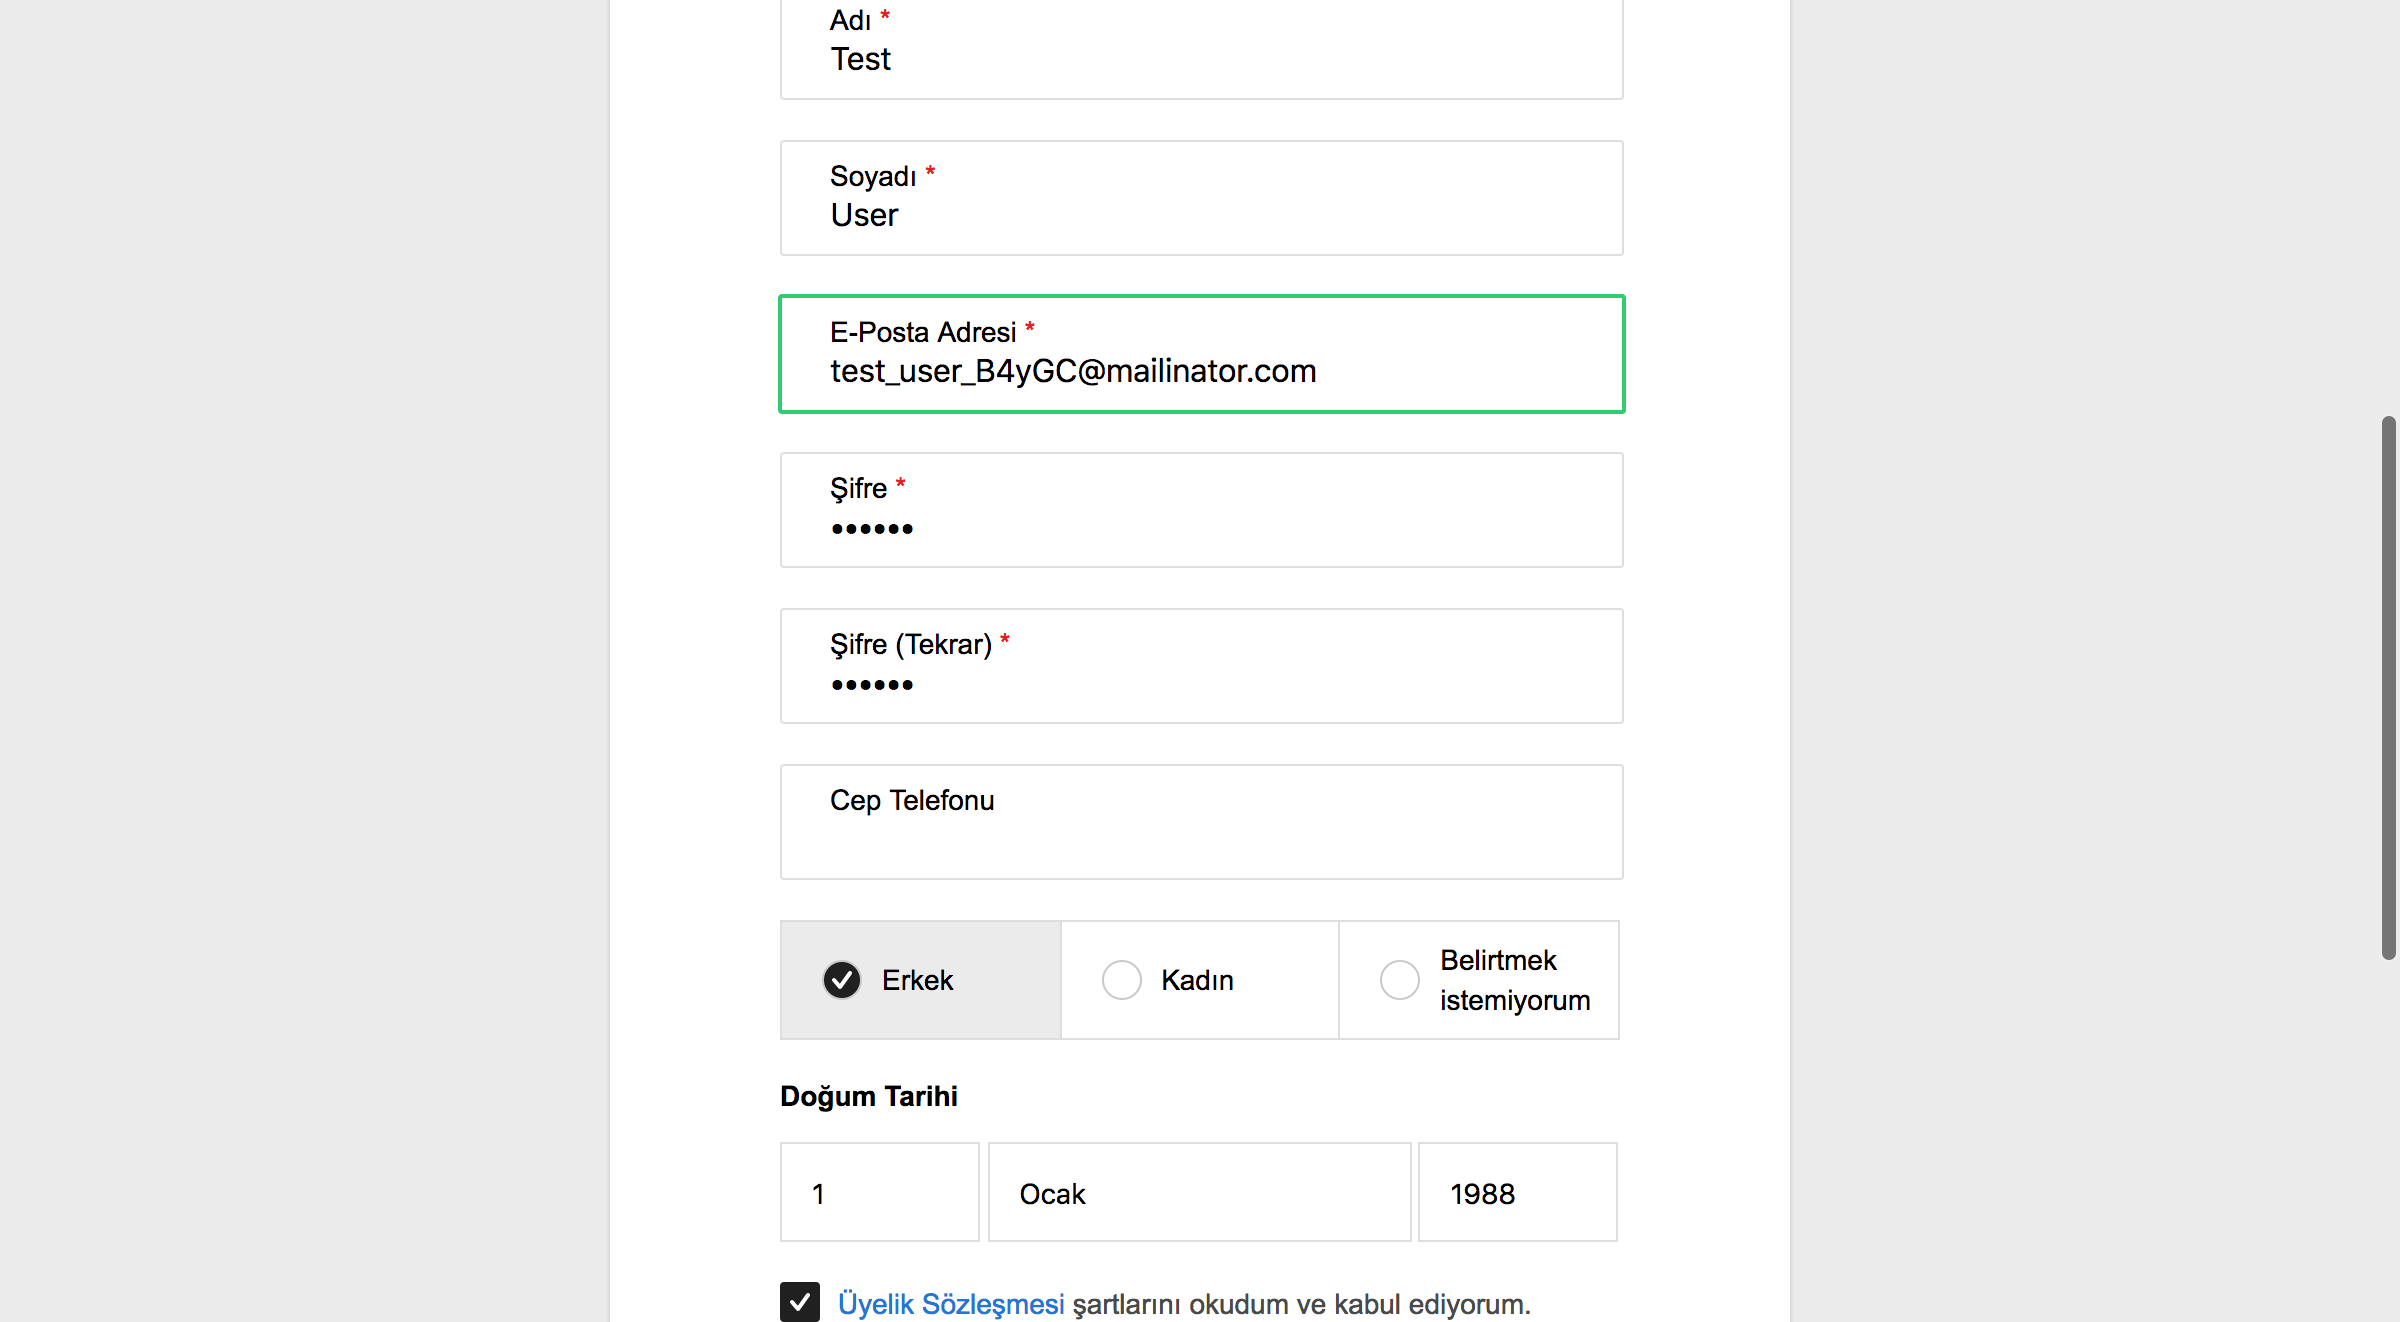 Adı *
Test
Soyadı *
User
E-Posta Adresi *
test_user_B4yGC@mailinator.com
Şifre *
••••••
Şifre (Tekrar) *
••••••
Cep Telefonu
Erkek
Kadın
Belirtmek
istemiyorum
Doğum Tarihi
1
Ocak
1988
Üyelik Sözleşmesi şartlarını okudum ve kabul ediyorum.